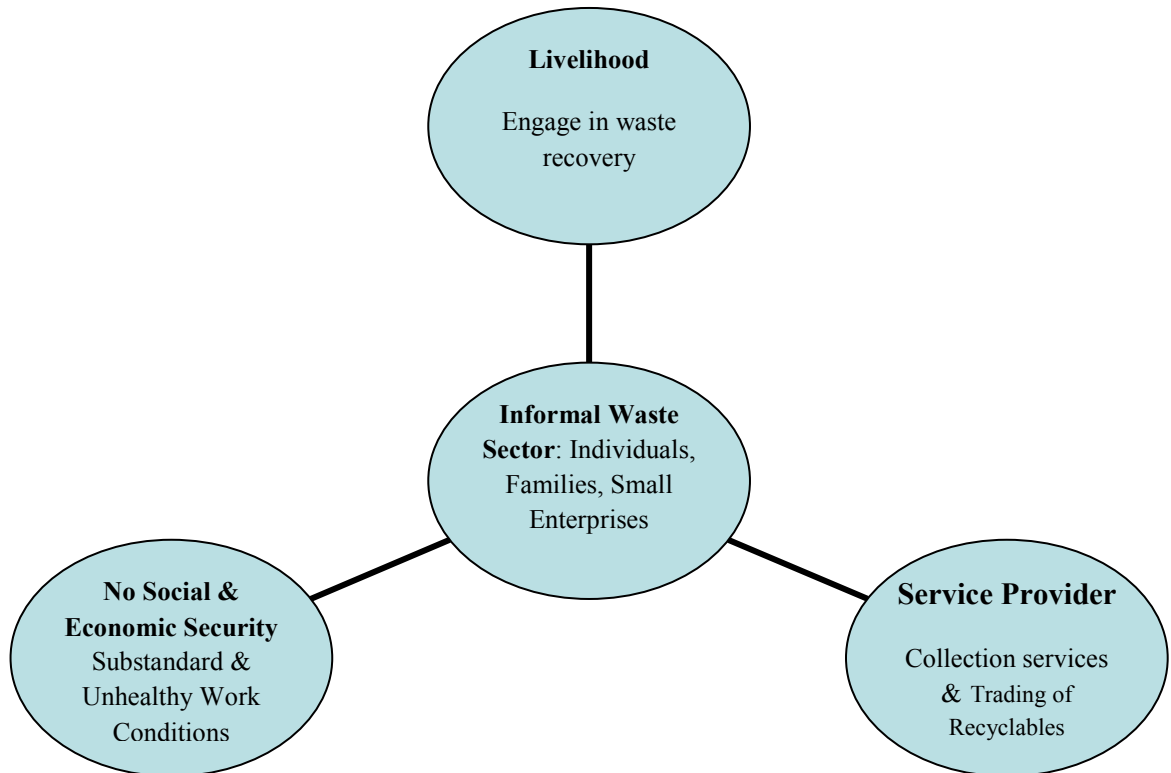 Livelihood
Engage in waste
recovery
Informal Waste
Sector: Individuals,
Families, Small
Enterprises
No Social &
Economic Security
Substandard &
Unhealthy Work
Conditions
Service Provider
Collection services
& Trading of
Recyclables